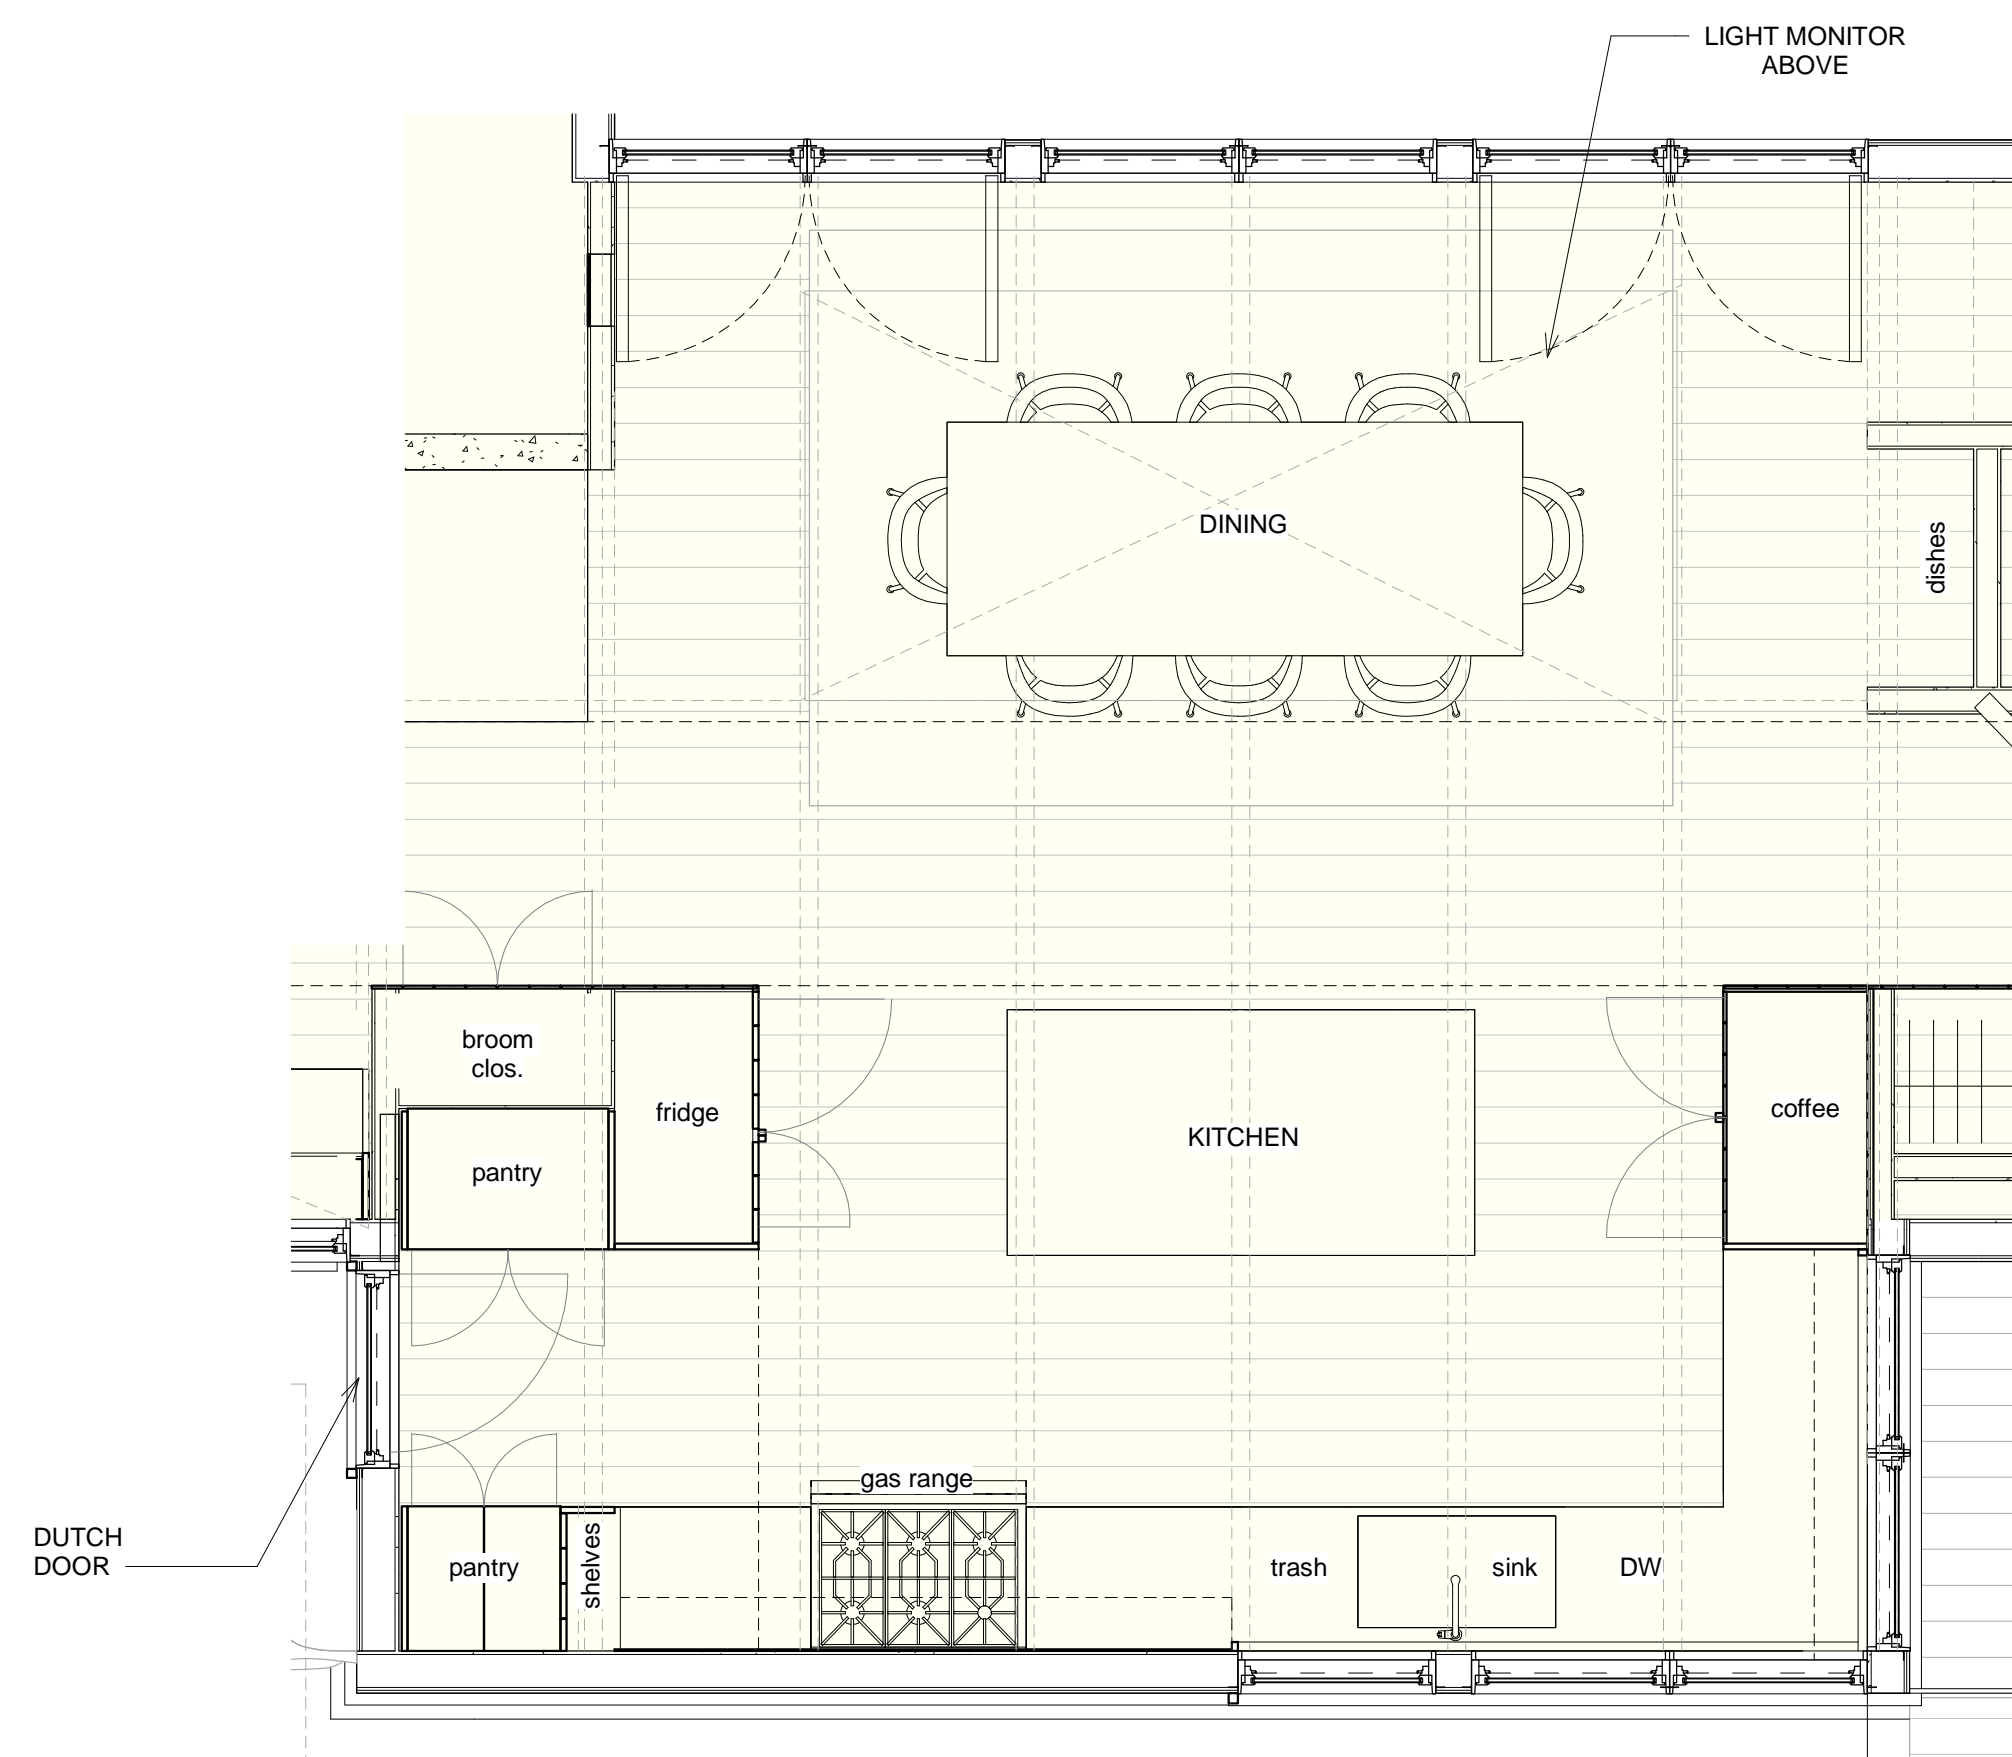 LIGHT MONITOR
ABOVE
DINING
dishes
broom
clos.
fridge
coffee
KITCHEN
pantry
gas range
DUTCH
DOOR
pantry
shelves
trash
sink
DW